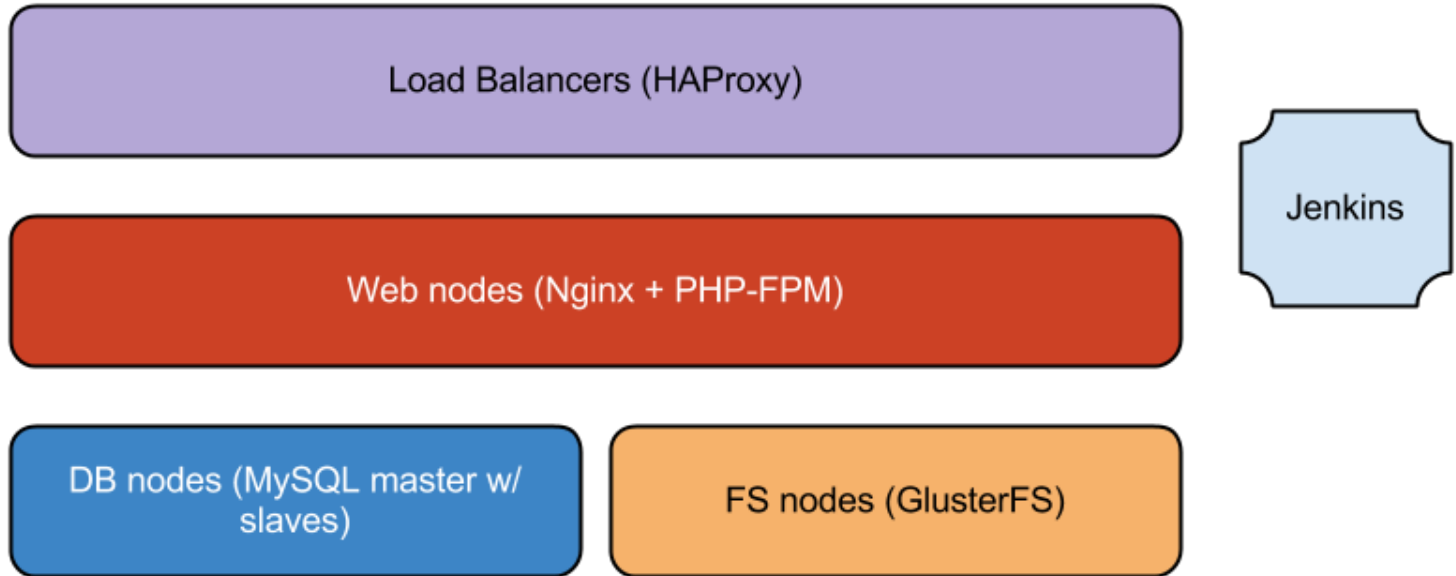 Load Balancers (HAProxy)
Jenkins
Web nodes (Nginx + PHP-FPM)
DB nodes (MySQL master w/
slaves)
FS nodes (GlusterFS)